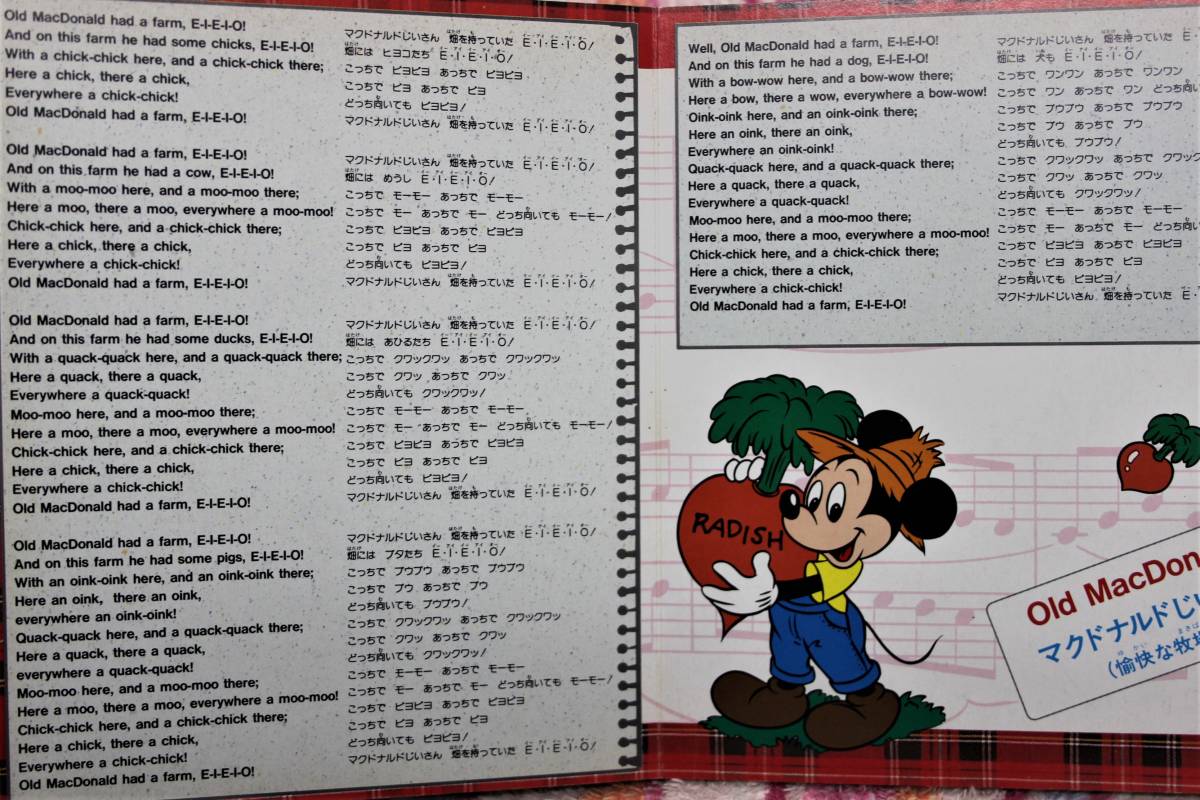 Old MacDonald had a farm, E-I-E-I-O!
And on this farm he had some chicks, E-I-E-I-O!
With a chick-chick here, and a chick-chick there;
Here a chick, there a chick,
Everywhere a chick-chick!
Old MacDonald had a farm, E-I-E-I-O!
マクドナルドじいさん 畑を持っていた E・I・E・I・O!
畑には ヒヨコたち E・I・E・I・O!
こっちで ピヨピヨ あっちで ピヨピヨ
こっちで ピヨ あっちで ピヨ
どっち向いても ピヨピヨ!
マクドナルドじいさん 畑を持っていた E・I・E・I・O!
Old MacDonald had a farm, E-I-E-I-O!
And on this farm he had a cow, E-I-E-I-O!
With a moo-moo here, and a moo-moo there;
Here a moo, there a moo, everywhere a moo-moo!
Chick-chick here, and a chick-chick there;
Here a chick, there a chick,
Everywhere a chick-chick!
Old MacDonald had a farm, E-I-E-I-O!
マクドナルドじいさん 畑を持っていた E・I・E・I・O!
畑には めうし E・I・E・I・O!
こっちで モーモー あっちで モーモー
こっちで モー あっちで モー どっち向いても モーモー!
こっちで ピヨピヨ あっちで ピヨピヨ
こっちで ピヨ あっちで ピヨ
どっち向いても ピヨピヨ!
マクドナルドじいさん 畑を持っていた E・I・E・I・O!
Old MacDonald had a farm, E-I-E-I-O!
And on this farm he had some ducks, E-I-E-I-O!
With a quack-quack here, and a quack-quack there;
Here a quack, there a quack,
Everywhere a quack-quack!
Moo-moo here, and a moo-moo there;
Here a moo, there a moo, everywhere a moo-moo!
Chick-chick here, and a chick-chick there;
Here a chick, there a chick,
Everywhere a chick-chick!
Old MacDonald had a farm, E-I-E-I-O!
マクドナルドじいさん 畑を持っていた E・I・E・I・O!
畑には あひるたち E・I・E・I・O!
こっちで クワックワッ あっちで クワックワッ
こっちで クワッ あっちで クワッ
どっち向いても クワックワッ!
こっちで モーモー あっちで モーモー
こっちで モー あっちで モー どっち向いても モーモー!
こっちで ピヨピヨ あっちで ピヨピヨ
こっちで ピヨ あっちで ピヨ
どっち向いても ピヨピヨ!
マクドナルドじいさん 畑を持っていた E・I・E・I・O!
Old MacDonald had a farm, E-I-E-I-O!
And on this farm he had some pigs, E-I-E-I-O!
With an oink-oink here, and an oink-oink there;
Here an oink, there an oink,
everywhere an oink-oink!
Quack-quack here, and a quack-quack there;
Here a quack, there a quack,
everywhere a quack-quack!
Moo-moo here, and a moo-moo there;
Here a moo, there a moo, everywhere a moo-moo!
Chick-chick here, and a chick-chick there;
Here a chick, there a chick,
Everywhere a chick-chick!
Old MacDonald had a farm, E-I-E-I-O!
マクドナルドじいさん 畑を持っていた E・I・E・I・O!
畑には ブタたち E・I・E・I・O!
こっちで ブウブウ あっちで ブウブウ
こっちで ブウ あっちで ブウ
どっち向いても ブウブウ!
こっちで クワックワッ あっちで クワックワッ
こっちで クワッ あっちで クワッ
どっち向いても クワックワッ!
こっちで モーモー あっちで モーモー
こっちで モー あっちで モー どっち向いても モーモー!
こっちで ピヨピヨ あっちで ピヨピヨ
こっちで ピヨ あっちで ピヨ
どっち向いても ピヨピヨ!
マクドナルドじいさん 畑を持っていた E・I・E・I・O!
Well, Old MacDonald had a farm, E-I-E-I-O!
And on this farm he had a dog, E-I-E-I-O!
With a bow-wow here, and a bow-wow there;
Here a bow, there a wow, everywhere a bow-wow!
Oink-oink here, and an oink-oink there;
Here an oink, there an oink,
Everywhere an oink-oink!
Quack-quack here, and a quack-quack there;
Here a quack, there a quack,
Everywhere a quack-quack!
Moo-moo here, and a moo-moo there;
Here a moo, there a moo, everywhere a moo-moo!
Chick-chick here, and a chick-chick there;
Here a chick, there a chick,
Everywhere a chick-chick!
Old MacDonald had a farm, E-I-E-I-O!
マクドナルドじいさん 畑を持っていた E・
畑には 犬も E・I・E・I・O!
こっちで ワンワン あっちで ワンワン
こっちで ワン あっちで ワン どっち向い
こっちで ブウブウ あっちで ブウブウ
こっちで ブウ あっちで ブウ
どっち向いても ブウブウ!
こっちで クワックワッ あっちで クワック
こっちで クワッ あっちで クワッ
どっち向いても クワックワッ!
こっちで モーモー あっちで モーモー
こっちで モー あっちで モー どっち向い
こっちで ピヨピヨ あっちで ピヨピヨ
こっちで ピヨ あっちで ピヨ
どっち向いても ピヨピヨ!
マクドナルドじいさん 畑を持っていた E・
RADISH
Old MacDon
マクドナルドじい
(愉快な牧場